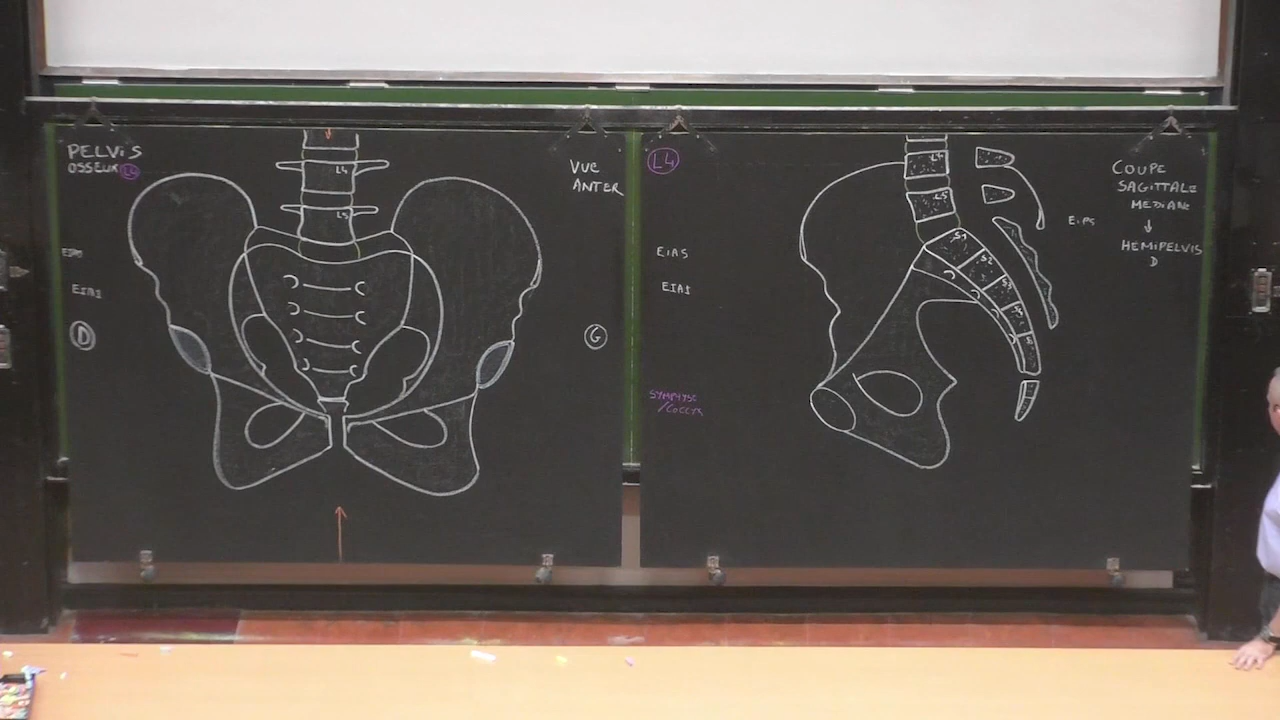 PELViS
OSSEUX L4
VUE
ANTER
L4
L5
EIAS
EIAI
D
G
L4
L4
L5
S1
S2
S3
EIAS
EIAI
EiPS
SYMPHYSE
/COCCYX
COUPE
SAGITTALE
MEDIANE
↓
HEMIPELVIS
D